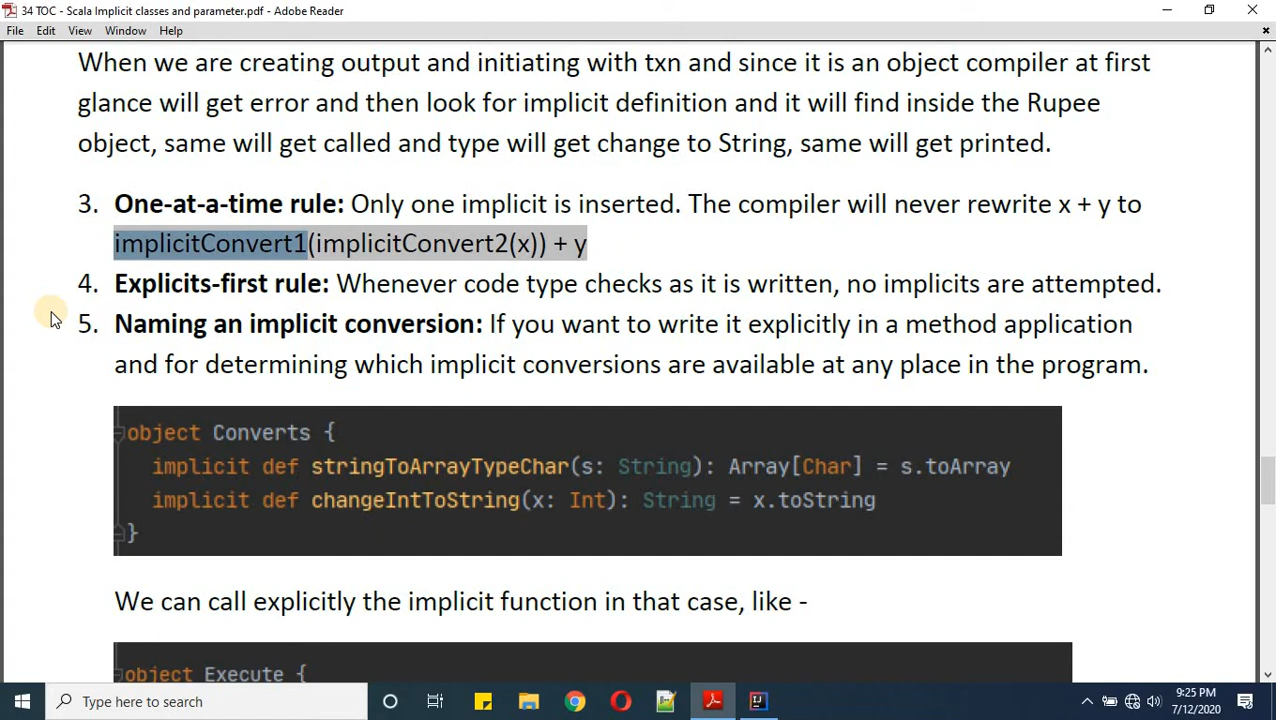 34 TOC - Scala Implicit classes and parameter.pdf - Adobe Reader
File Edit View Window Help
When we are creating output and initiating with txn and since it is an object compiler at first
glance will get error and then look for implicit definition and it will find inside the Rupee
object, same will get called and type will get change to String, same will get printed.
3. One-at-a-time rule: Only one implicit is inserted. The compiler will never rewrite x + y to
implicitConvert1(implicitConvert2(x)) + y
4. Explicits-first rule: Whenever code type checks as it is written, no implicits are attempted.
5. Naming an implicit conversion: If you want to write it explicitly in a method application
and for determining which implicit conversions are available at any place in the program.
object Converts {
implicit def stringToArrayTypeChar(s: String): Array[Char] = s.toArray
implicit def changeIntToString(x: Int): String = x.toString
}
We can call explicitly the implicit function in that case, like -
object Execute {
Type here to search
9:25 PM
7/12/2020